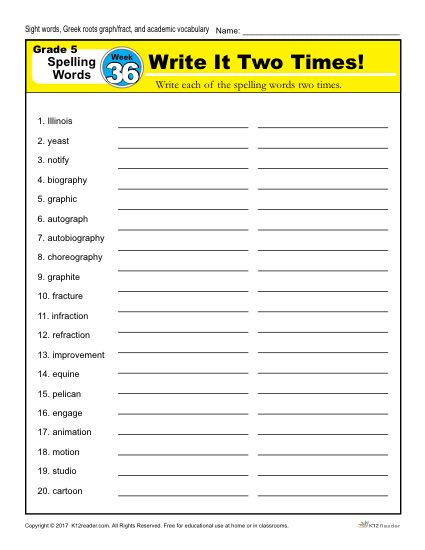 Sight words, Greek roots graph/fract, and academic vocabulary Name:
Grade 5
Spelling
Words
Week
36
Write It Two Times!
Write each of the spelling words two times.
1. Illinois
2. yeast
3. notify
4. biography
5. graphic
6. autograph
7. autobiography
8. choreography
9. graphite
10. fracture
11. infraction
12. refraction
13. improvement
14. equine
15. pelican
16. engage
17. animation
18. motion
19. studio
20. cartoon
Copyright © 2017 K12reader.com. All Rights Reserved. Free for educational use at home or in classrooms.
K12 Reader